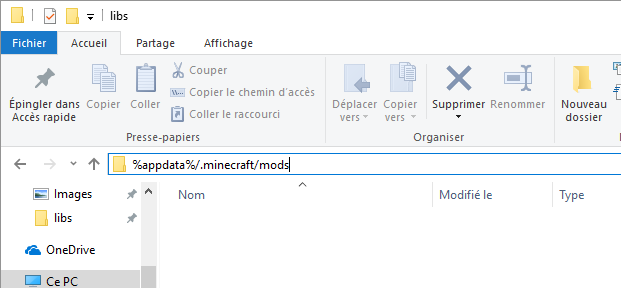 libs
Fichier Accueil Partage Affichage
Épingler dans Accès rapide
Copier
Coller
Couper
Copier le chemin d'accès
Coller le raccourci
Presse-papiers
Déplacer vers
Copier vers
Supprimer
Renommer
Organiser
Nouveau dossier
%appdata%/.minecraft/mods
Images
libs
OneDrive
Ce PC
Nom Modifié le Type